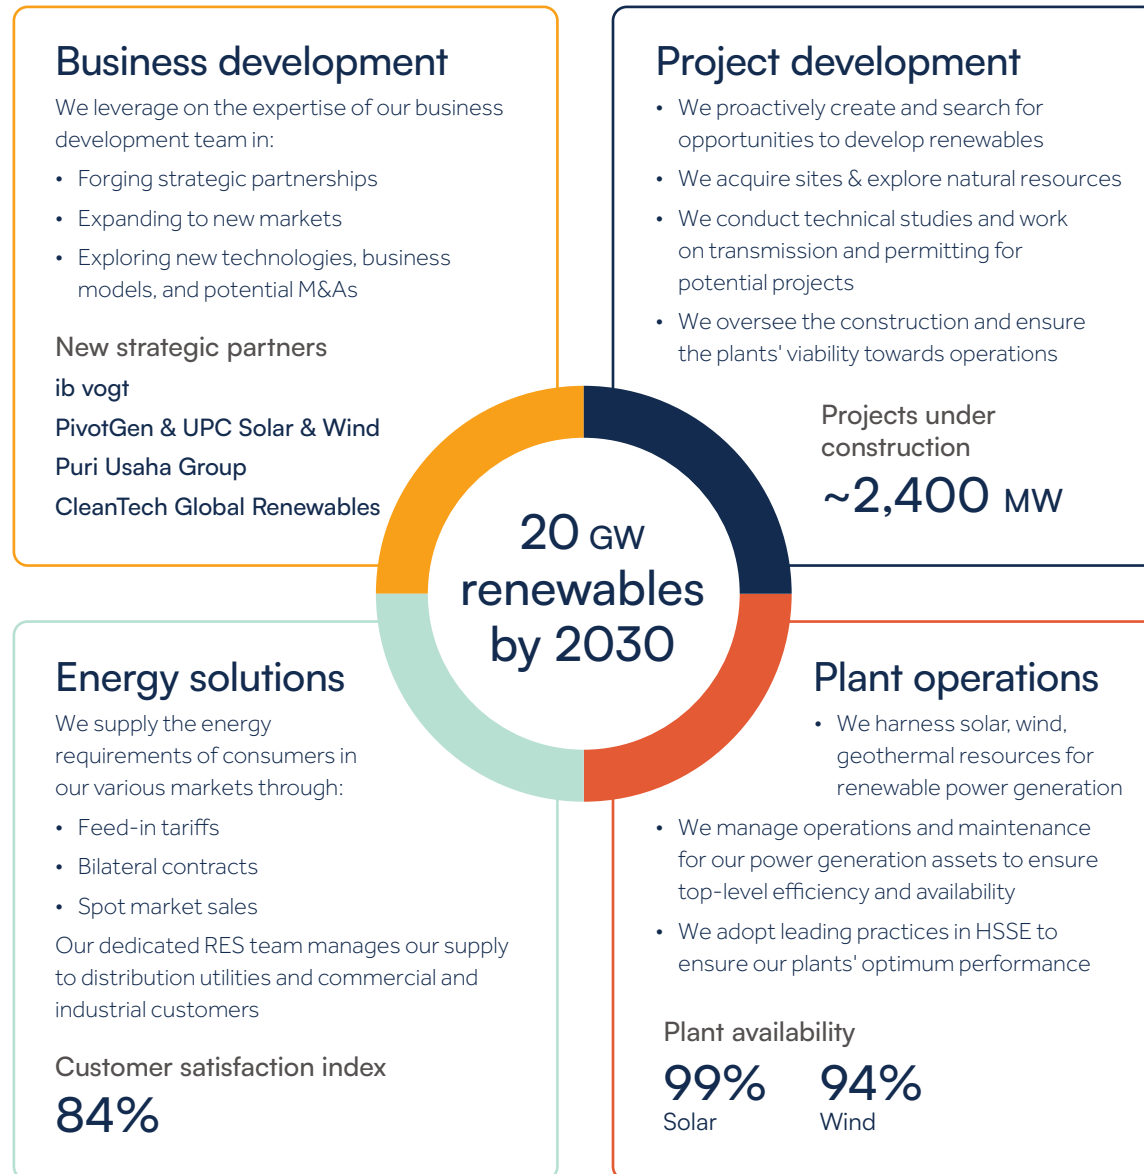 Business development
We leverage on the expertise of our business
development team in:
• Forging strategic partnerships
• Expanding to new markets
• Exploring new technologies, business
models, and potential M&As
New strategic partners
ib vogt
PivotGen & UPC Solar & Wind
Puri Usaha Group
CleanTech Global Renewables
Project development
• We proactively create and search for
opportunities to develop renewables
• We acquire sites & explore natural resources
• We conduct technical studies and work
on transmission and permitting for
potential projects
• We oversee the construction and ensure
the plants' viability towards operations
Projects under
construction
~2,400 MW
20 GW
renewables
by 2030
Energy solutions
We supply the energy
requirements of consumers in
our various markets through:
• Feed-in tariffs
• Bilateral contracts
• Spot market sales
Our dedicated RES team manages our supply
to distribution utilities and commercial and
industrial customers
Customer satisfaction index
84%
Plant operations
• We harness solar, wind,
geothermal resources for
renewable power generation
• We manage operations and maintenance
for our power generation assets to ensure
top-level efficiency and availability
• We adopt leading practices in HSSE to
ensure our plants' optimum performance
Plant availability
99% 94%
Solar Wind